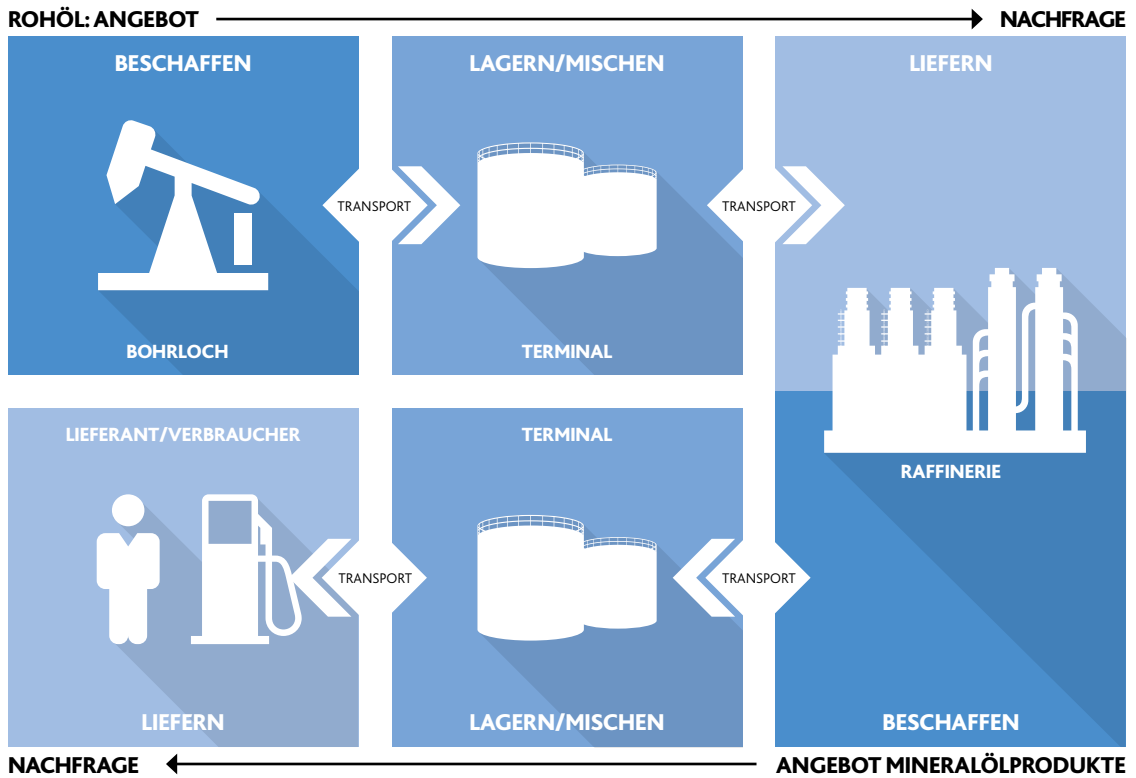 ROHÖL: ANGEBOT
NACHFRAGE
BESCHAFFEN
LAGERN/MISCHEN
LIEFERN
TRANSPORT
TRANSPORT
BOHRLOCH
TERMINAL
RAFFINERIE
LIEFERANT/VERBRAUCHER
TERMINAL
TRANSPORT
TRANSPORT
LIEFERN
LAGERN/MISCHEN
BESCHAFFEN
NACHFRAGE
ANGEBOT MINERALÖLPRODUKTE